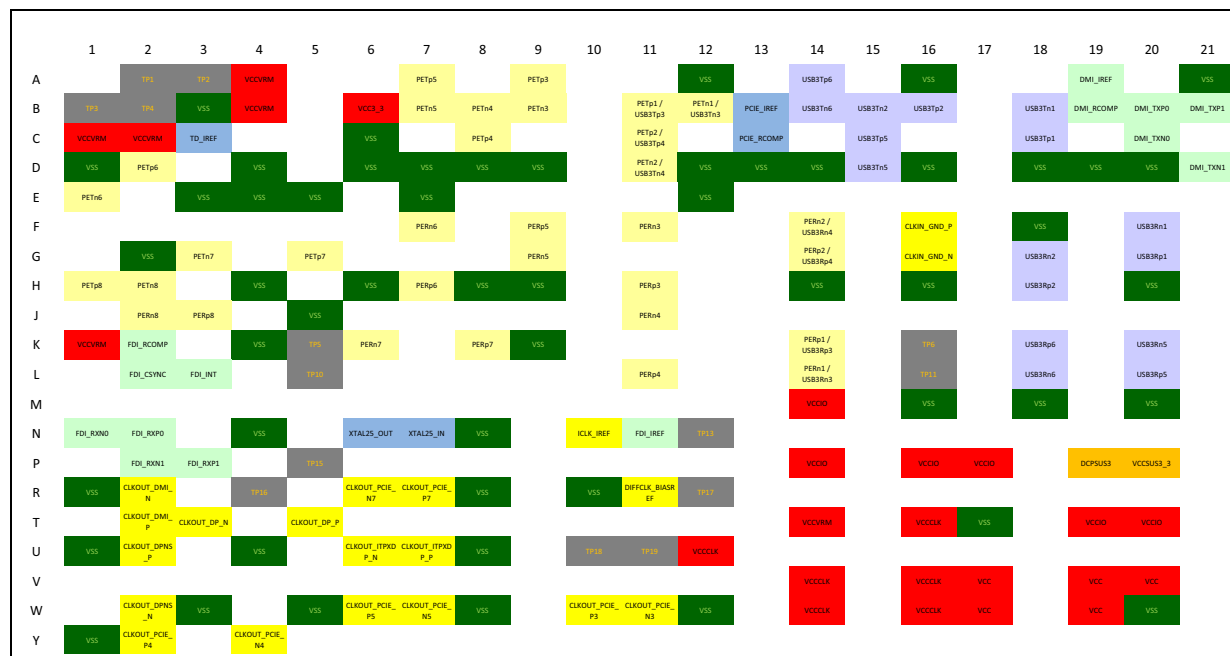 1 2 3 4 5 6 7 8 9 10 11 12 13 14 15 16 17 18 19 20 21
A TP1 TP2 VCCVRM PETp5 PETp3 VSS USB3Tp6 VSS DMI_IREF VSS
B TP3 TP4 VSS VCCVRM VCC3_3 PETn5 PETn4 PETn3 PETp1 / USB3Tp3 PETn1 / USB3Tn3 PCIE_IREF USB3Tn6 USB3Tn2 USB3Tp2 USB3Tn1 DMI_RCOMP DMI_TXP0 DMI_TXP1
C VCCVRM VCCVRM TD_IREF VSS PETp4 PETp2 / USB3Tp4 PCIE_RCOMP USB3Tp5 USB3Tp1 DMI_TXN0
D VSS PETp6 VSS VSS VSS VSS VSS PETn2 / USB3Tn4 VSS VSS VSS USB3Tn5 VSS VSS VSS VSS DMI_TXN1
E PETn6 VSS VSS VSS VSS VSS
F PERn6 PERp5 PERn3 PERn2 / USB3Rn4 CLKIN_GND_P VSS USB3Rn1
G VSS PETn7 PETp7 PERn5 PERp2 / USB3Rp4 CLKIN_GND_N USB3Rn2 USB3Rp1
H PETp8 PETn8 VSS VSS PERp6 VSS VSS PERp3 VSS VSS USB3Rp2 VSS
J PERn8 PERp8 VSS PERn4
K VCCVRM FDI_RCOMP VSS TP5 PERn7 PERp7 VSS PERp1 / USB3Rp3 TP6 USB3Rp6 USB3Rn5
L FDI_CSYNC FDI_INT TP10 PERp4 PERn1 / USB3Rn3 TP11 USB3Rn6 USB3Rp5
M VCCIO VSS VSS VSS
N FDI_RXN0 FDI_RXP0 VSS XTAL25_OUT XTAL25_IN VSS ICLK_IREF FDI_IREF TP13
P FDI_RXN1 FDI_RXP1 TP15 VCCIO VCCIO VCCIO DCPSUS3 VCCSUS3_3
R VSS CLKOUT_DMI_N TP16 CLKOUT_PCIE_N7 CLKOUT_PCIE_P7 VSS VSS DIFFCLK_BIASREF TP17
T CLKOUT_DMI_P CLKOUT_DP_N CLKOUT_DP_P VCCVRM VCCCLK VSS VCCIO VCCIO
U VSS CLKOUT_DPNS_P VSS CLKOUT_ITPXDP_N CLKOUT_ITPXDP_P VSS TP18 TP19 VCCCLK
V VCCCLK VCCCLK VCC VCC VCC
W CLKOUT_DPNS_N VSS VSS CLKOUT_PCIE_P5 CLKOUT_PCIE_N5 VSS CLKOUT_PCIE_P3 CLKOUT_PCIE_N3 VSS VCCCLK VCCCLK VCC VCC VSS
Y VSS CLKOUT_PCIE_P4 CLKOUT_PCIE_N4